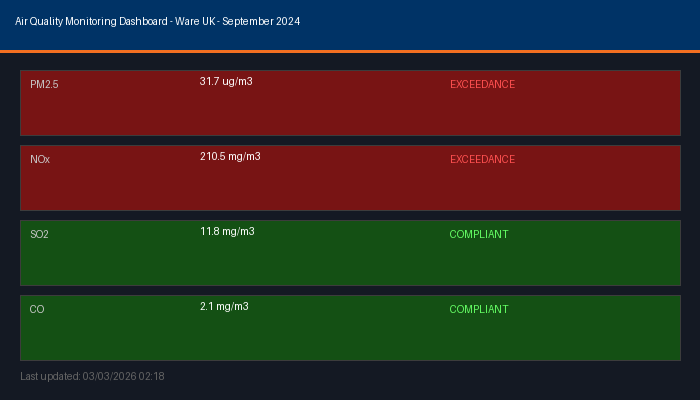 Air Quality Monitoring Dashboard - Ware UK - September 2024
PM2.5 31.7 ug/m3 EXCEEDANCE
NOx 210.5 mg/m3 EXCEEDANCE
SO2 11.8 mg/m3 COMPLIANT
CO 2.1 mg/m3 COMPLIANT
Last updated: 03/03/2026 02:18